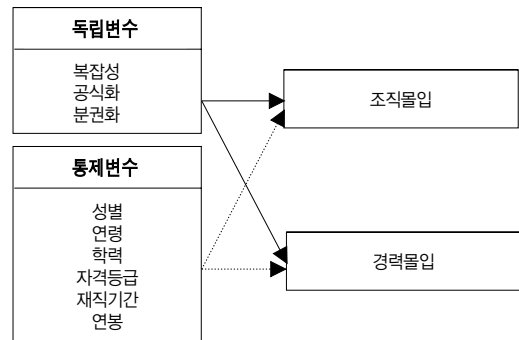 독립변수
복잡성
공식화
분권화
통제변수
성별
연령
학력
자격등급
재직기간
연봉
조직몰입
경력몰입